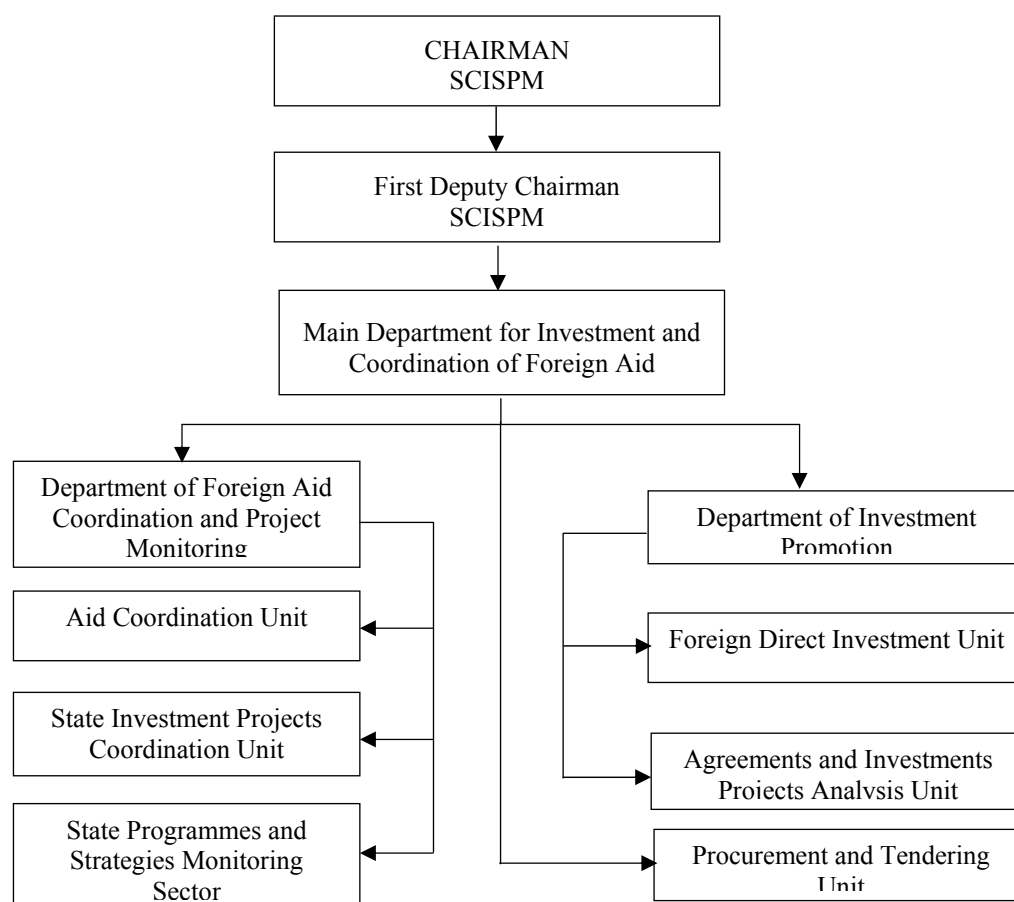 CHAIRMAN
SCISPM
First Deputy Chairman
SCISPM
Main Department for Investment and
Coordination of Foreign Aid
Department of Foreign Aid
Coordination and Project
Monitoring
Aid Coordination Unit
State Investment Projects
Coordination Unit
State Programmes and
Strategies Monitoring
Sector
Department of Investment
Promotion
Foreign Direct Investment Unit
Agreements and Investments
Projects Analysis Unit
Procurement and Tendering
Unit